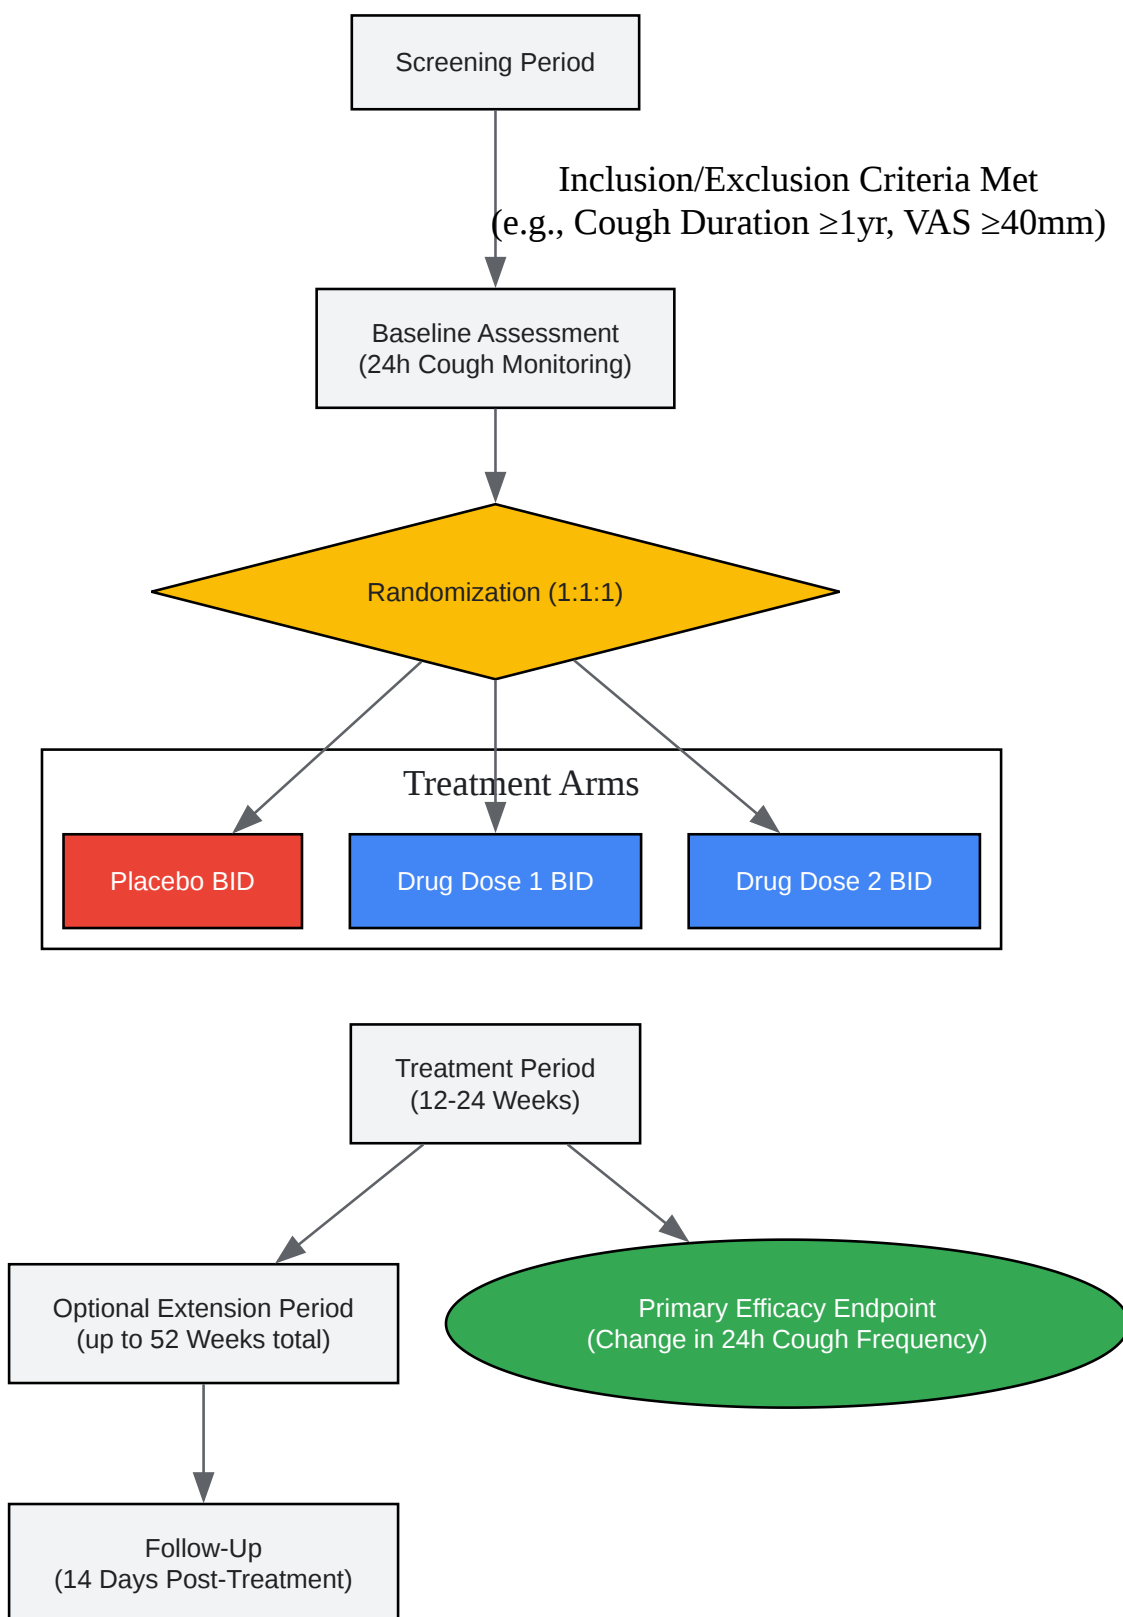 Screening Period
Inclusion/Exclusion Criteria Met
(e.g., Cough Duration ≥1yr, VAS ≥40mm)
Baseline Assessment
(24h Cough Monitoring)
Randomization (1:1:1)
Treatment Arms
Placebo BID
Drug Dose 1 BID
Drug Dose 2 BID
Treatment Period
(12-24 Weeks)
Optional Extension Period
(up to 52 Weeks total)
Primary Efficacy Endpoint
(Change in 24h Cough Frequency)
Follow-Up
(14 Days Post-Treatment)